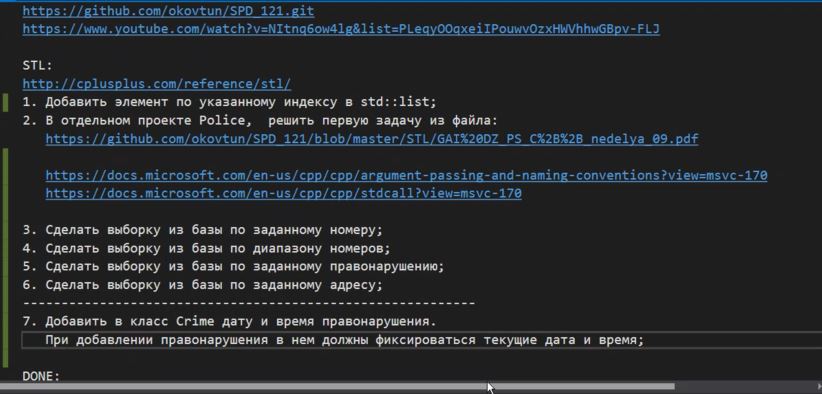 https://github.com/okovtun/SPD_121.git
https://www.youtube.com/watch?v=NItnq6ow4lg&list=PLeqyOOqxeiIPouwvOzxHWVhhwGBpv-FLJ
STL:
http://cplusplus.com/reference/stl/
1. Добавить элемент по указанному индексу в std::list;
2. В отдельном проекте Police, решить первую задачу из файла:
https://github.com/okovtun/SPD_121/blob/master/STL/GAI%20DZ_PS_C%2B%2B_nedelya_09.pdf
https://docs.microsoft.com/en-us/cpp/cpp/argument-passing-and-naming-conventions?view=msvc-170
https://docs.microsoft.com/en-us/cpp/cpp/stdcall?view=msvc-170
3. Сделать выборку из базы по заданному номеру;
4. Сделать выборку из базы по диапазону номеров;
5. Сделать выборку из базы по заданному правонарушению;
6. Сделать выборку из базы по заданному адресу;
-----------------------------------------------------------
7. Добавить в класс Crime дату и время правонарушения.
При добавлении правонарушения в нем должны фиксироваться текущие дата и время;
DONE: